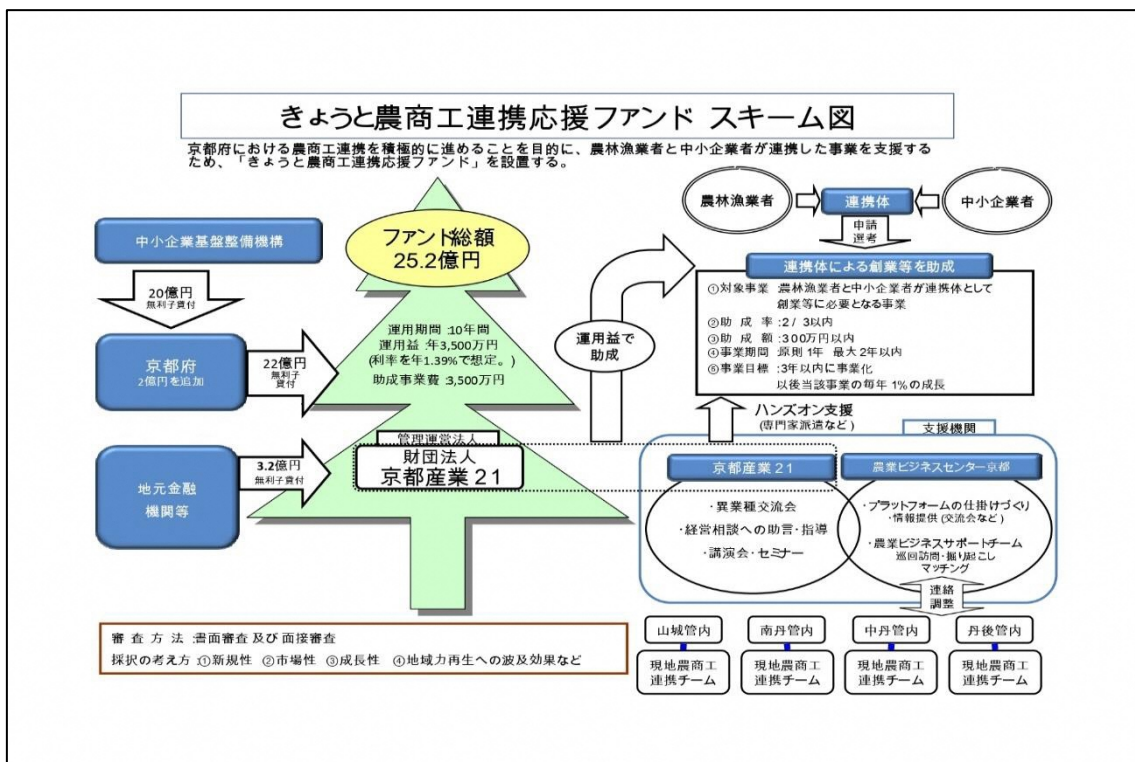 きょうと農商工連携応援ファンド スキーム図
京都府における農商工連携を積極的に進めることを目的に、農林漁業者と中小企業者が連携した事業を支援する
ため、「きょうと農商工連携応援ファンド」を設置する。
中小企業基盤整備機構
20億円
無利子貸付
京都府
2億円を追加
22億円
無利子
貸付
地元金融
機関等
3.2億円
無利子貸付
ファンド総額
25.2億円
運用期間:10年間
運用益:年3,500万円
(利率を年1.39%で想定。)
助成事業費:3,500万円
管理運営法人
財団法人
京都産業21
運用益で
助成
農林漁業者
連携体
中小企業者
申請
選考
連携体による創業等を助成
①対象事業:農林漁業者と中小企業者が連携体として
創業等に必要となる事業
②助成率:2/3以内
③助成額:300万円以内
④事業期間:原則1年 最大2年以内
⑤事業目標:3年以内に事業化
以後当該事業の毎年1%の成長
ハンズオン支援
(専門家派遣など)
支援機関
京都産業21
・異業種交流会
・経営相談への助言・指導
・講演会・セミナー
農業ビジネスセンター京都
・プラットフォームの仕掛けづくり
・情報提供(交流会など)
・農業ビジネスサポートチーム
巡回訪問・掘り起こし
マッチング
連絡
調整
山城管内
南丹管内
中丹管内
丹後管内
現地農商工
連携チーム
現地農商工
連携チーム
現地農商工
連携チーム
現地農商工
連携チーム
審査方法:書面審査及び面接審査
採択の考え方:①新規性 ②市場性 ③成長性 ④地域力再生への波及効果など